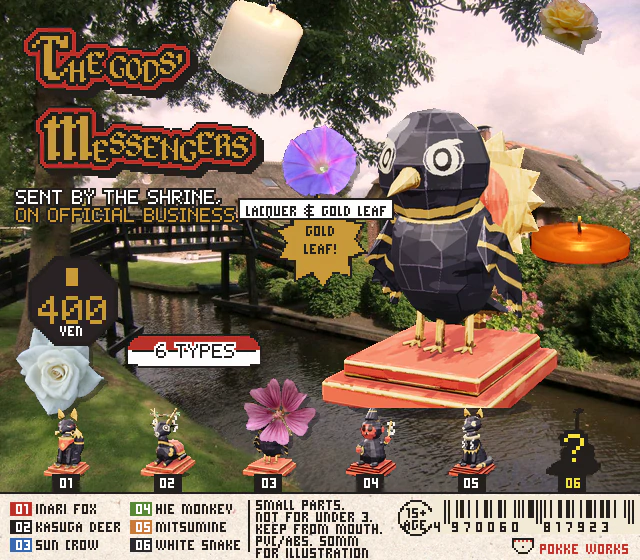 The Gods'
Messengers
SENT BY THE SHRINE,
ON OFFICIAL BUSINESS
LACQUER & GOLD LEAF
GOLD
LEAF!
400
YEN
6 TYPES
?
01
02
03
04
05
06
01 INARI FOX
02 KASUGA DEER
03 SUN CROW
04 HIE MONKEY
05 MITSUMINE
06 WHITE SNAKE
SMALL PARTS.
NOT FOR UNDER 3.
KEEP FROM MOUTH.
PVC/ABS. 50MM
FOR ILLUSTRATION
15+
AGE
4 970060 817923
POKKE WORKS